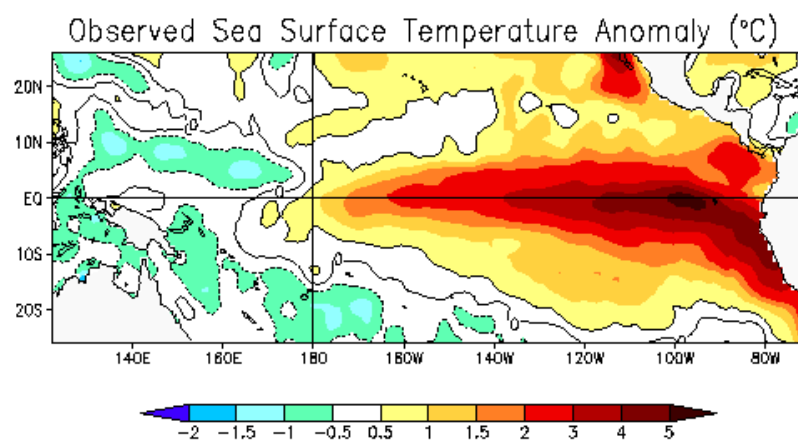 Observed Sea Surface Temperature Anomaly (°C)
20N
10N
EQ
10S
20S
140E 160E 180 160W 140W 120W 100W 80W
-2 -1.5 -1 -0.5 0.5 1 1.5 2 3 4 5